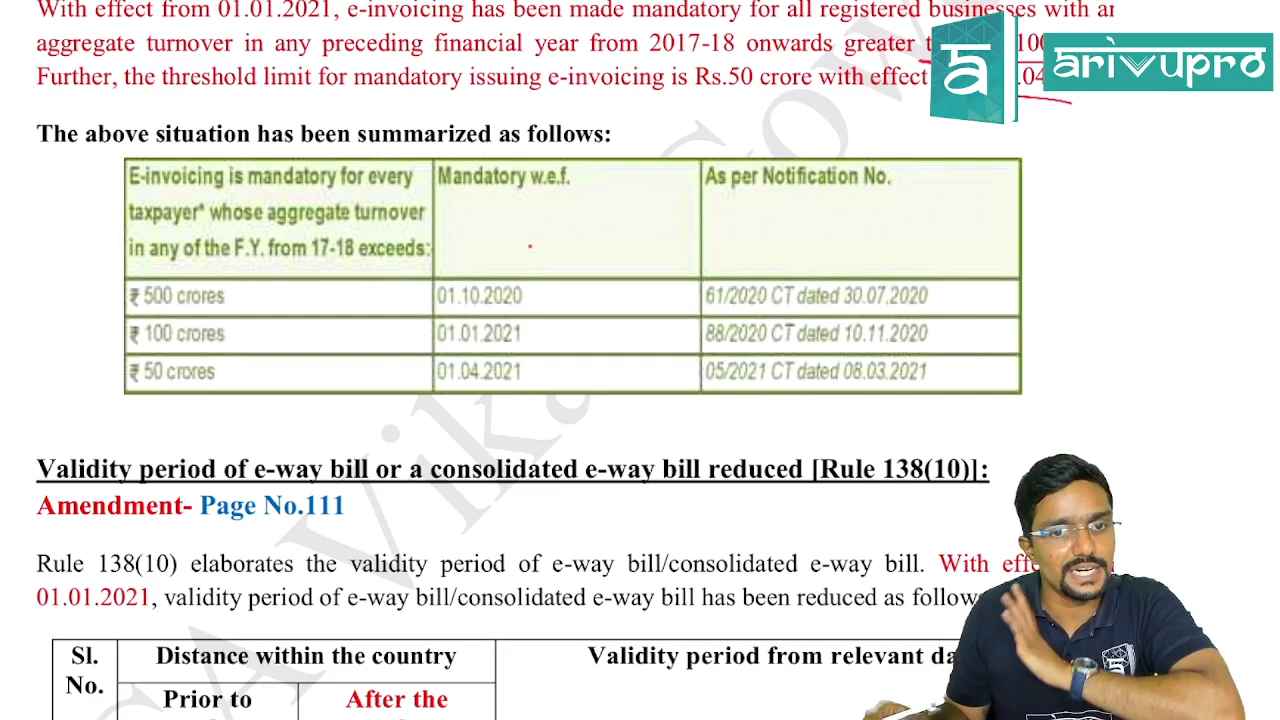 With effect from 01.01.2021, e-invoicing has been made mandatory for all registered businesses with
aggregate turnover in any preceding financial year from 2017-18 onwards greater
Further, the threshold limit for mandatory issuing e-invoicing is Rs.50 crore with effect
arivupro
The above situation has been summarized as follows:
E-invoicing is mandatory for every taxpayer* whose aggregate turnover in any of the F.Y. from 17-18 exceeds:
Mandatory w.e.f.
As per Notification No.
₹ 500 crores 01.10.2020 61/2020 CT dated 30.07.2020
₹ 100 crores 01.01.2021 88/2020 CT dated 10.11.2020
₹ 50 crores 01.04.2021 05/2021 CT dated 08.03.2021
Validity period of e-way bill or a consolidated e-way bill reduced [Rule 138(10)]:
Amendment- Page No.111
Rule 138(10) elaborates the validity period of e-way bill/consolidated e-way bill. With
01.01.2021, validity period of e-way bill/consolidated e-way bill has been reduced as
Sl. No.
Distance within the country
Validity period from relevant
Prior to
After the